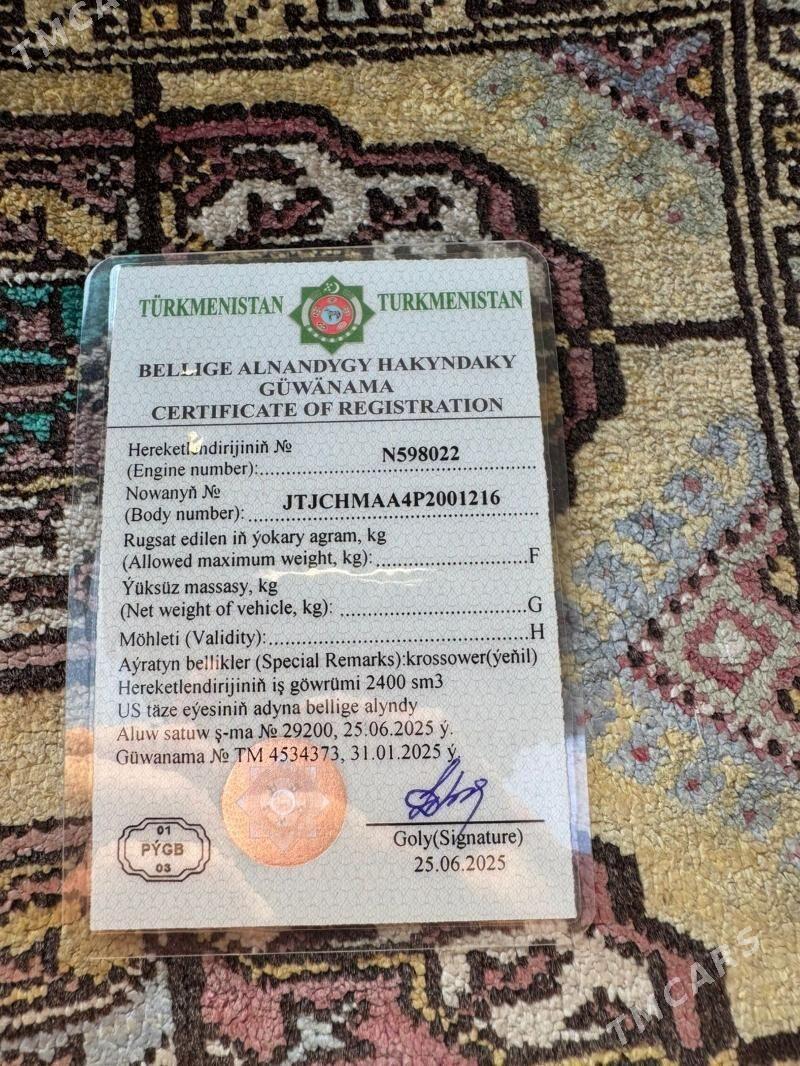 TMCARS
TÜRKMENISTAN TURKMENISTAN
BELLIGE ALNANDYGY HAKYNDAKY
GÜWÄNAMA
CERTIFICATE OF REGISTRATION
Hereketlendirijiniň №
(Engine number):..................N598022..................
Nowanyň №
(Body number): ........JTJCHMAA4P2001216........
Rugsat edilen iň ýokary agram, kg
(Allowed maximum weight, kg):..............................F
Ýüksüz massasy, kg
(Net weight of vehicle, kg): ....................................G
Möhleti (Validity):..................................................H
Aýratyn bellikler (Special Remarks):krossower(ýeňil)
Hereketlendirijiniň iş göwrümi 2400 sm3
US täze eýesiniň adyna bellige alyndy
Aluw satuw ş-ma № 29200, 25.06.2025 ý.
Güwanama № TM 4534373, 31.01.2025 ý.
Goly(Signature)
25.06.2025
01
PÝGB
03
TMCARS